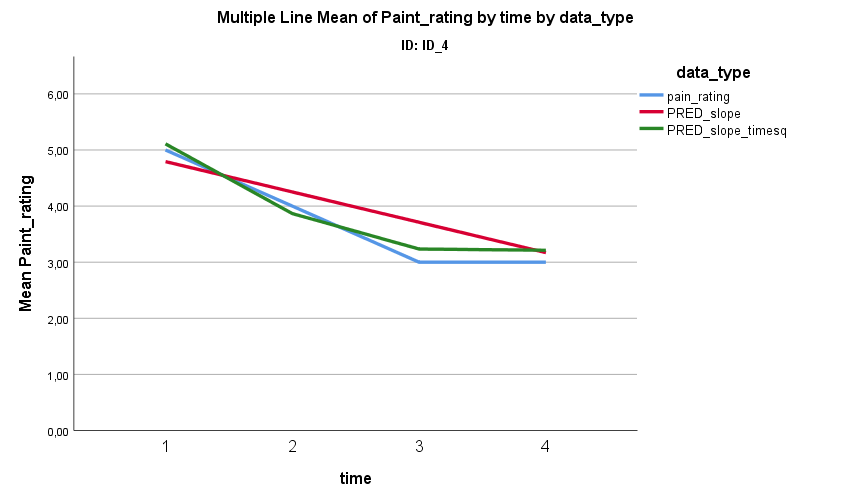 Multiple Line Mean of Paint_rating by time by data_type
ID: ID_4
data_type
pain_rating
PRED_slope
PRED_slope_timesq
Mean Paint_rating
6,00
5,00
4,00
3,00
2,00
1,00
0,00
1 2 3 4
time